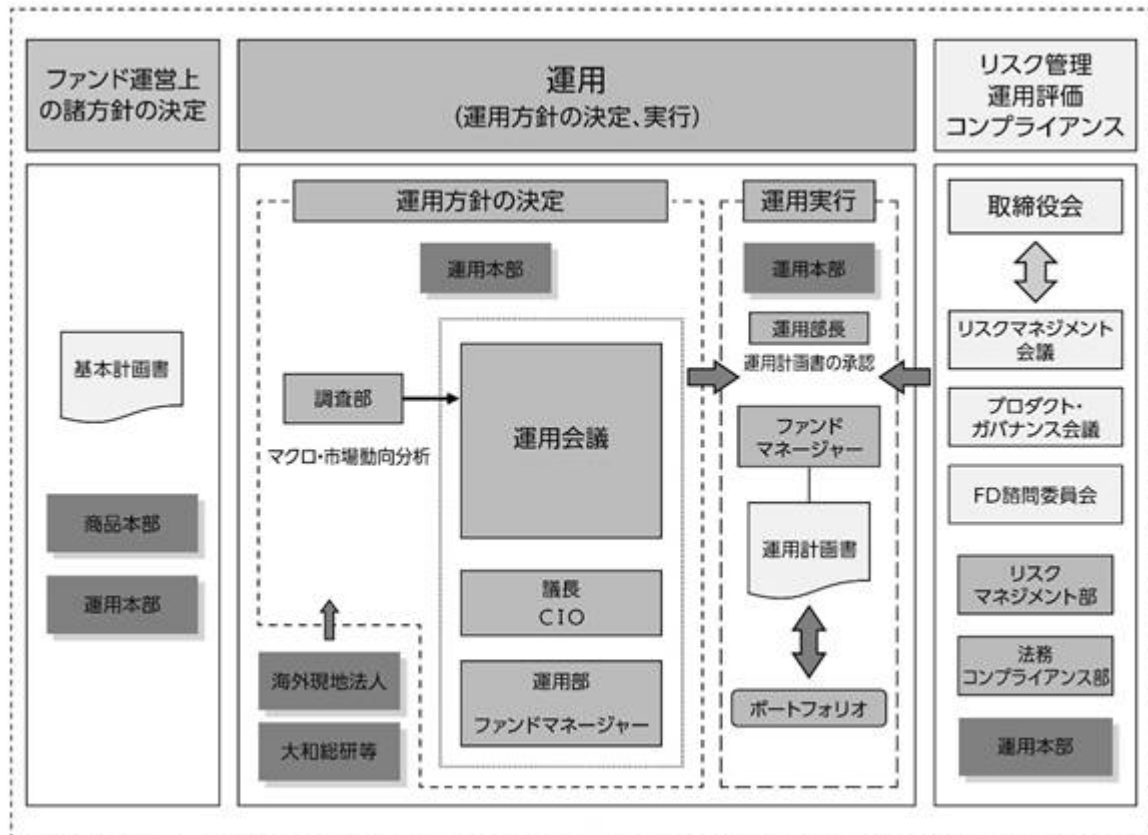 ファンド運営上
の諸方針の決定
運用
(運用方針の決定、実行)
リスク管理
運用評価
コンプライアンス
基本計画書
商品本部
運用本部
運用方針の決定
運用本部
調査部
マクロ・市場動向分析
運用会議
議長
CIO
運用部
ファンドマネージャー
海外現地法人
大和総研等
運用実行
運用本部
運用部長
運用計画書の承認
ファンド
マネージャー
運用計画書
ポートフォリオ
取締役会
リスクマネジメント
会議
プロダクト・
ガバナンス会議
FD諮問委員会
リスク
マネジメント部
法務
コンプライアンス部
運用本部